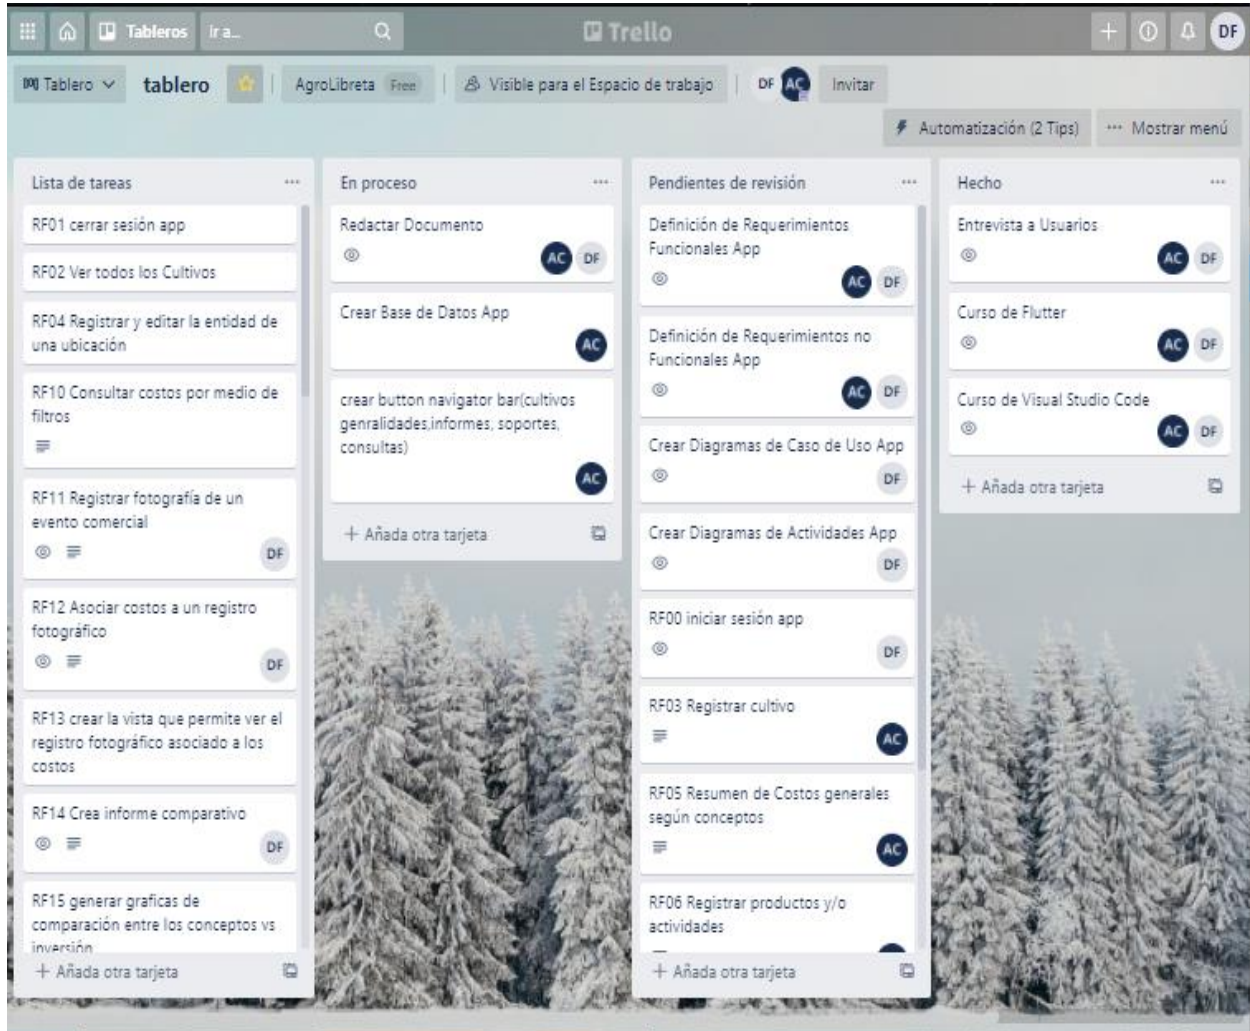 Tableros Ir a... Trello DF
Tablero tablero AgroLibreta Free Visible para el Espacio de trabajo DF AC Invitar
Automatización (2 Tips) Mostrar menú
Lista de tareas
RF01 cerrar sesión app
RF02 Ver todos los Cultivos
RF04 Registrar y editar la entidad de
una ubicación
RF10 Consultar costos por medio de
filtros
RF11 Registrar fotografía de un
evento comercial
DF
RF12 Asociar costos a un registro
fotográfico
DF
RF13 crear la vista que permite ver el
registro fotográfico asociado a los
costos
RF14 Crea informe comparativo
DF
RF15 generar graficas de
comparación entre los conceptos vs
inversión
+ Añada otra tarjeta
En proceso
Redactar Documento
AC DF
Crear Base de Datos App
AC
crear button navigator bar(cultivos
genralidades,informes, soportes,
consultas)
AC
+ Añada otra tarjeta
Pendientes de revisión
Definición de Requerimientos
Funcionales App
AC DF
Definición de Requerimientos no
Funcionales App
AC DF
Crear Diagramas de Caso de Uso App
DF
Crear Diagramas de Actividades App
DF
RF00 iniciar sesión app
DF
RF03 Registrar cultivo
AC
RF05 Resumen de Costos generales
según conceptos
AC
RF06 Registrar productos y/o
actividades
+ Añada otra tarjeta
Hecho
Entrevista a Usuarios
AC DF
Curso de Flutter
AC DF
Curso de Visual Studio Code
AC DF
+ Añada otra tarjeta